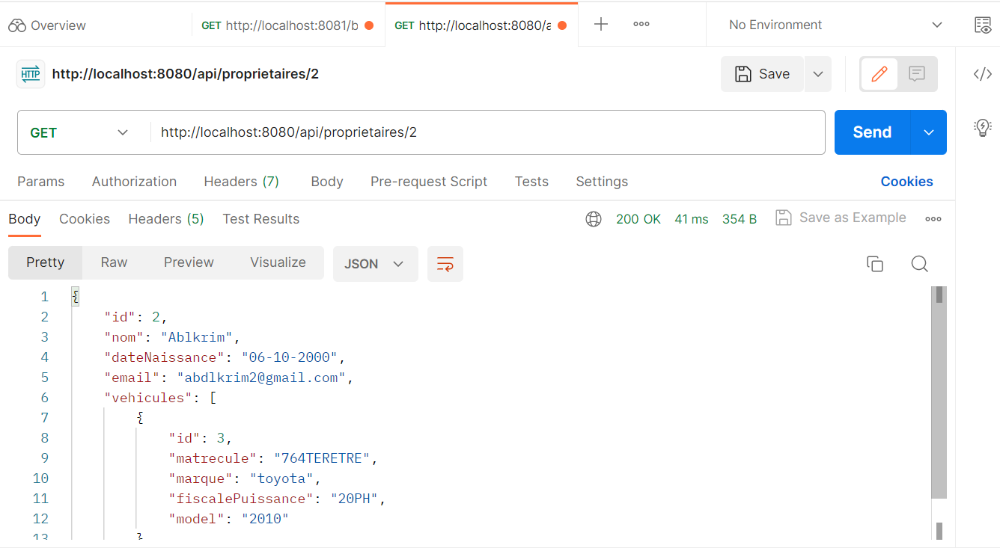 Overview
GET http://localhost:8081/b
GET http://localhost:8080/a
No Environment
HTTP http://localhost:8080/api/proprietaires/2
Save
GET http://localhost:8080/api/proprietaires/2
Send
Params Authorization Headers (7) Body Pre-request Script Tests Settings Cookies
Body Cookies Headers (5) Test Results 200 OK 41 ms 354 B Save as Example
Pretty Raw Preview Visualize JSON
1 {
2 "id": 2,
3 "nom": "Ablkrim",
4 "dateNaissance": "06-10-2000",
5 "email": "abdlkrim2@gmail.com",
6 "vehicules": [
7 {
8 "id": 3,
9 "matrecule": "764TERETRE",
10 "marque": "toyota",
11 "fiscalePuissance": "20PH",
12 "model": "2010"
13 }